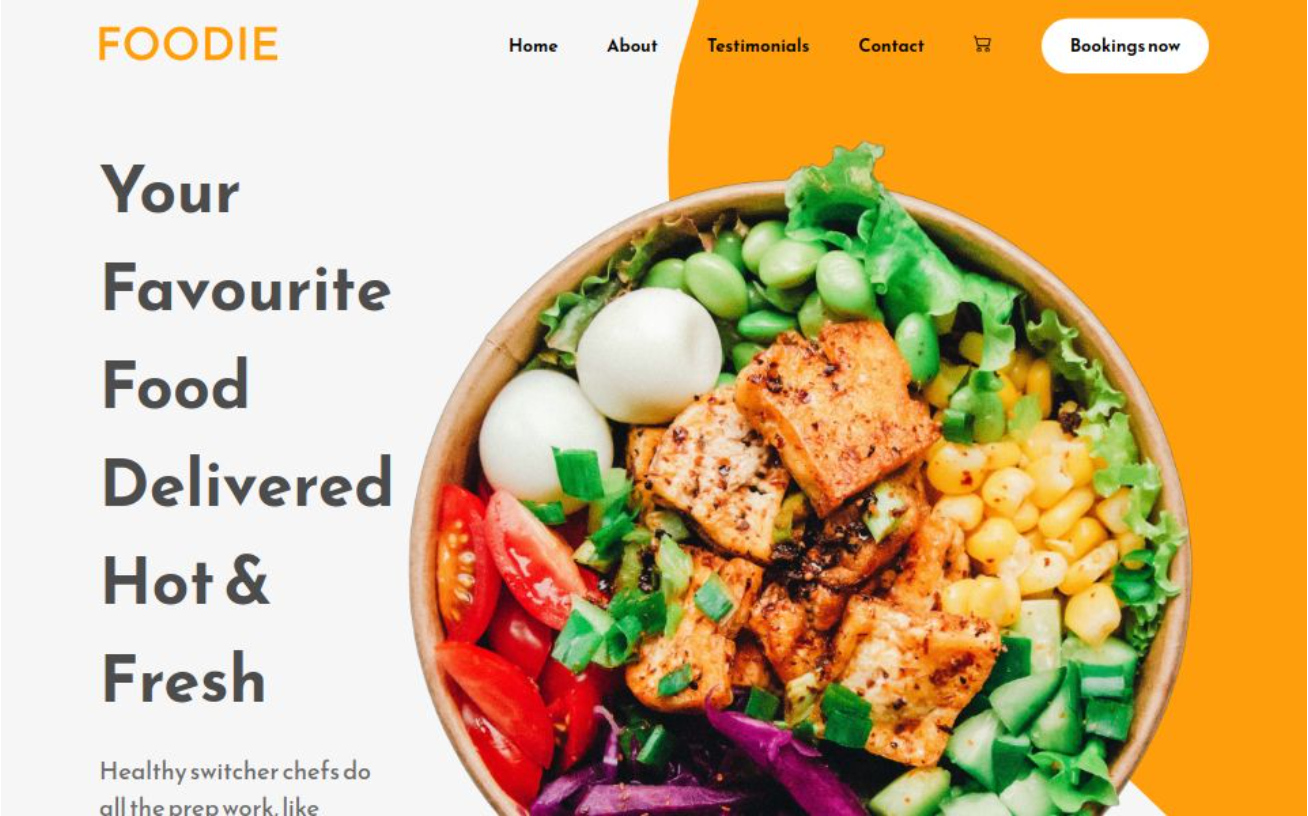 FOODIE
Home About Testimonials Contact Bookings now
Your
Favourite
Food
Delivered
Hot &
Fresh
Healthy switcher chefs do
all the prep work, like